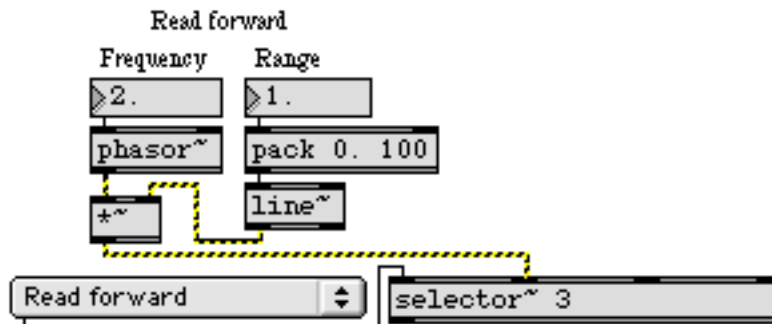 Read forward
Frequency Range
2. 1.
phasor~ pack 0. 100
*~ line~
Read forward selector~ 3